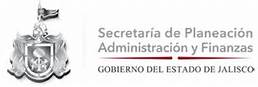 Secretaría de Planeación
Administración y Finanzas
GOBIERNO DEL ESTADO DE JALISCO